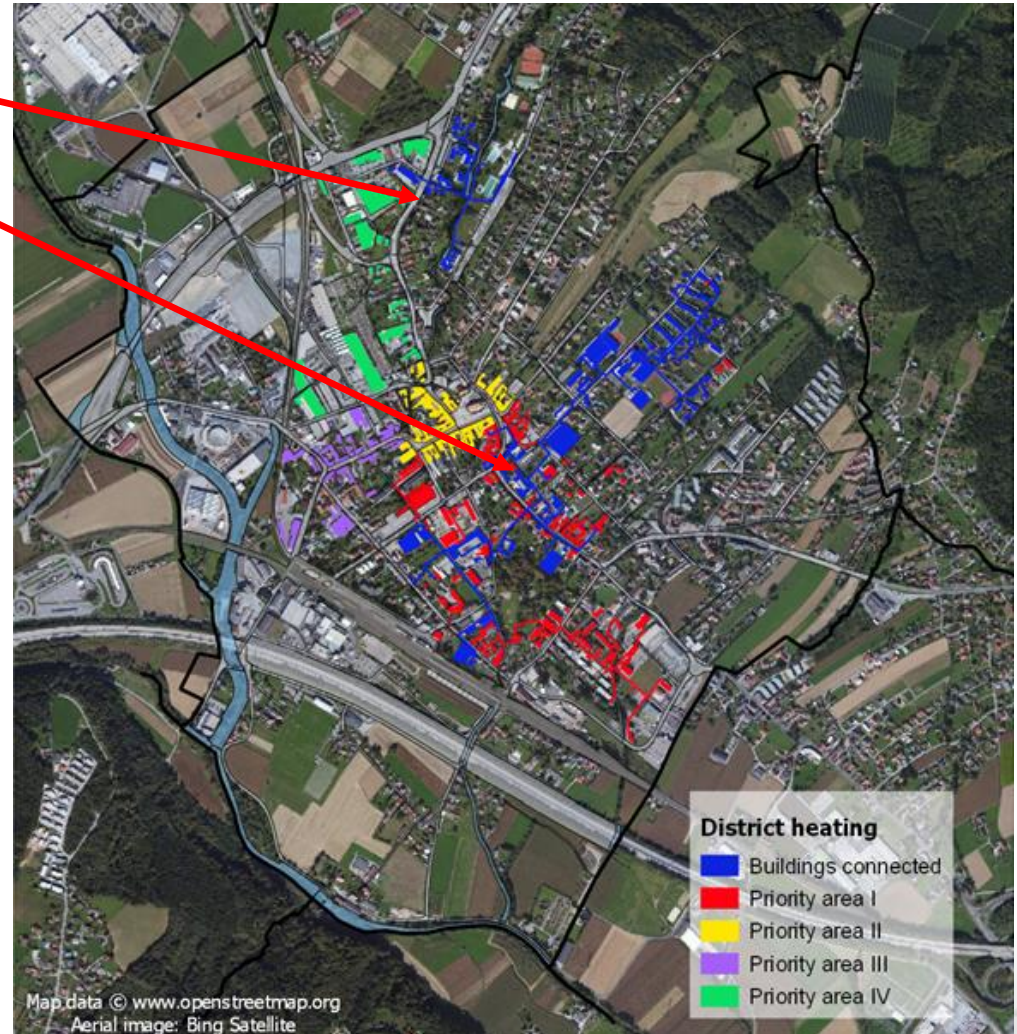 District heating
Buildings connected
Priority area I
Priority area II
Priority area III
Priority area IV
Map data © www.openstreetmap.org
Aerial image: Bing Satellite